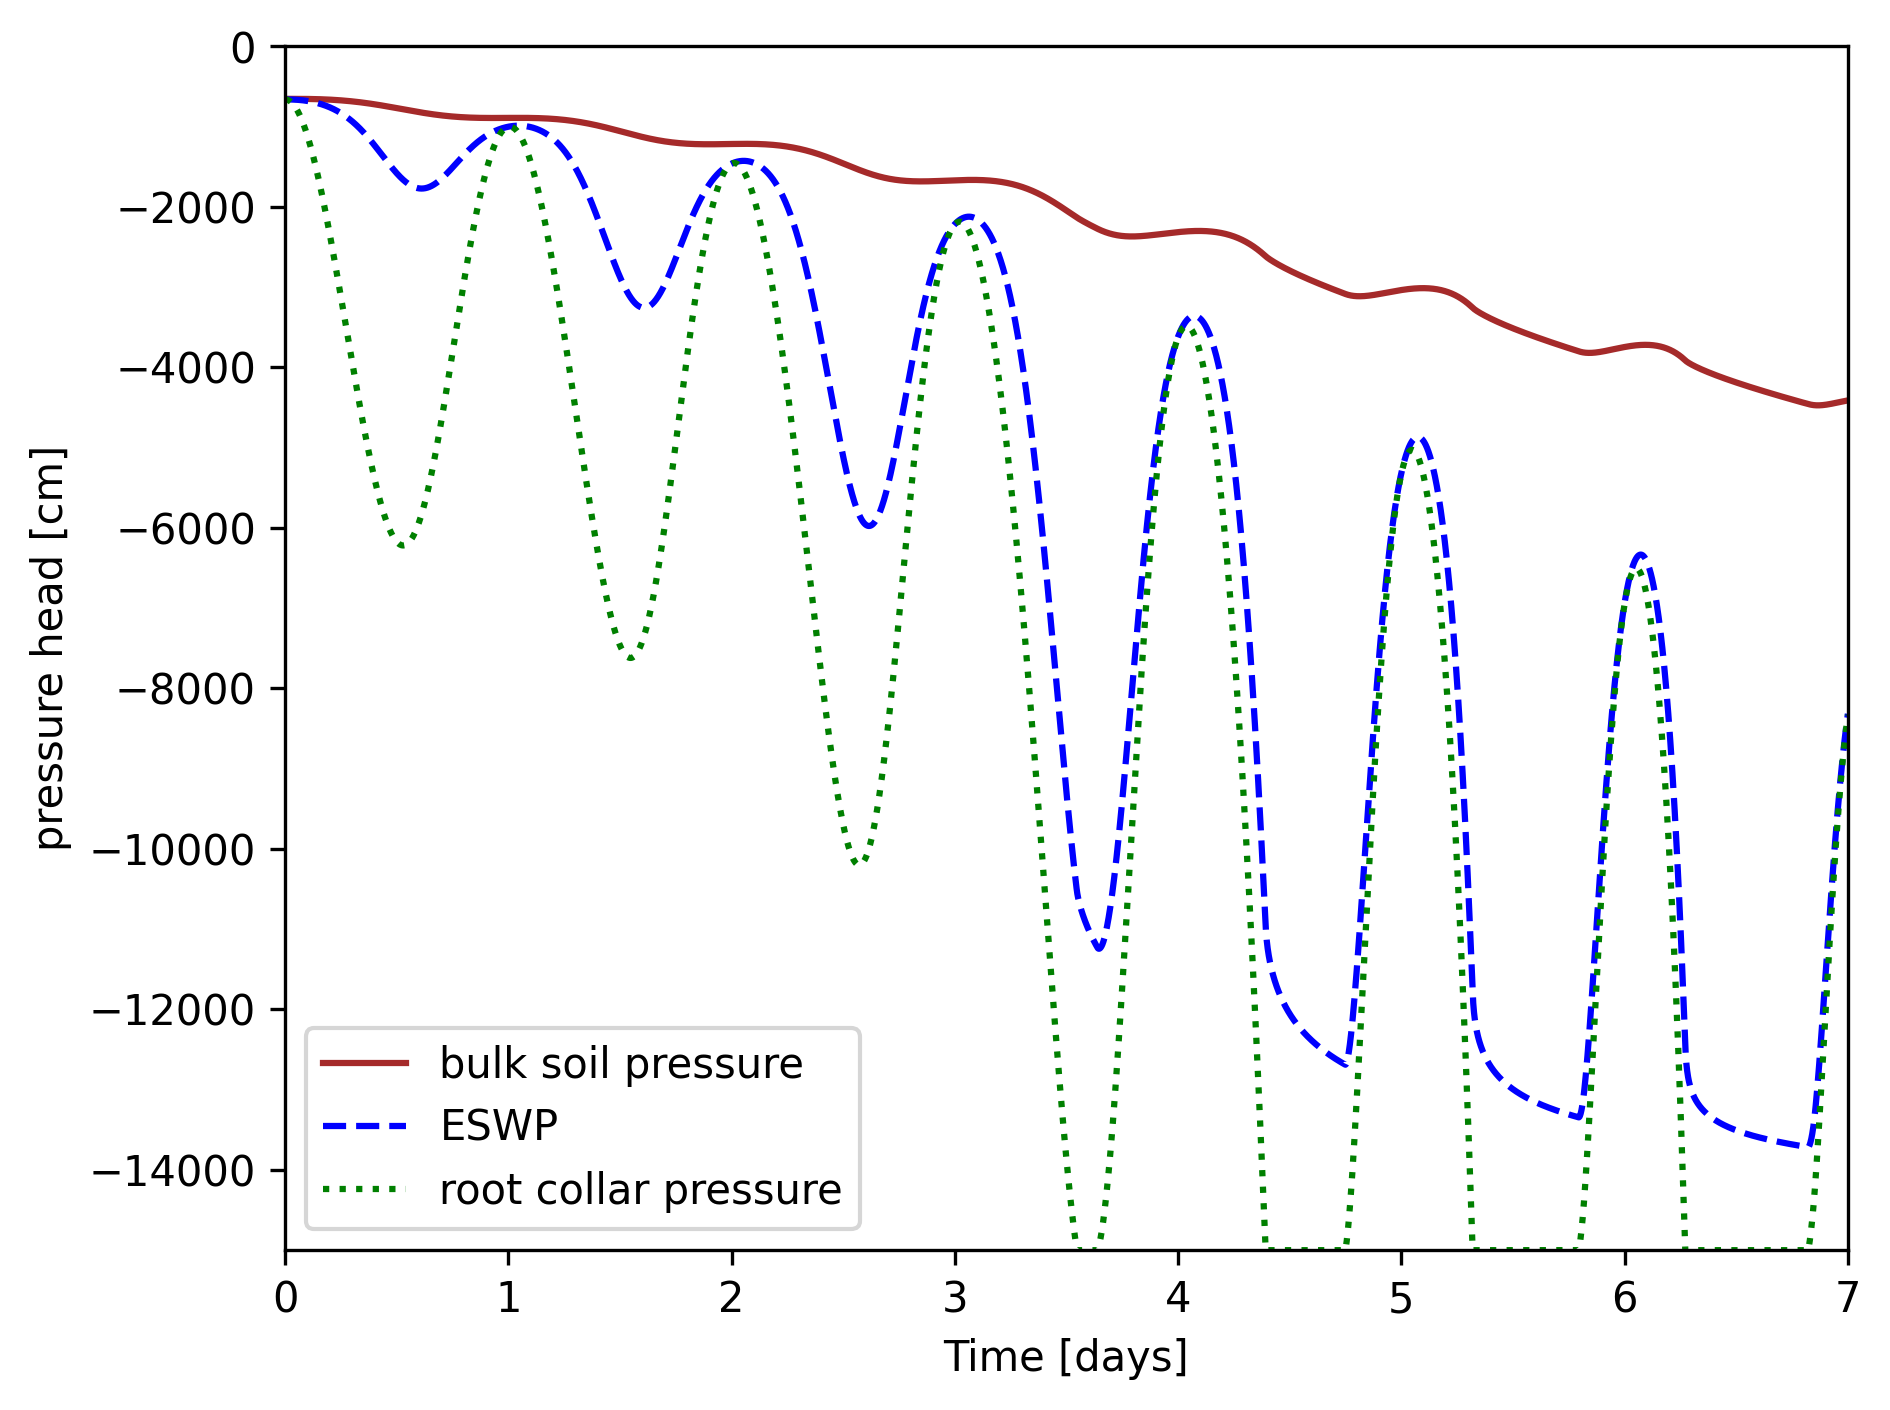 0
−2000
−4000
−6000
−8000
−10000
−12000
−14000
pressure head [cm]
bulk soil pressure
ESWP
root collar pressure
0 1 2 3 4 5 6 7
Time [days]